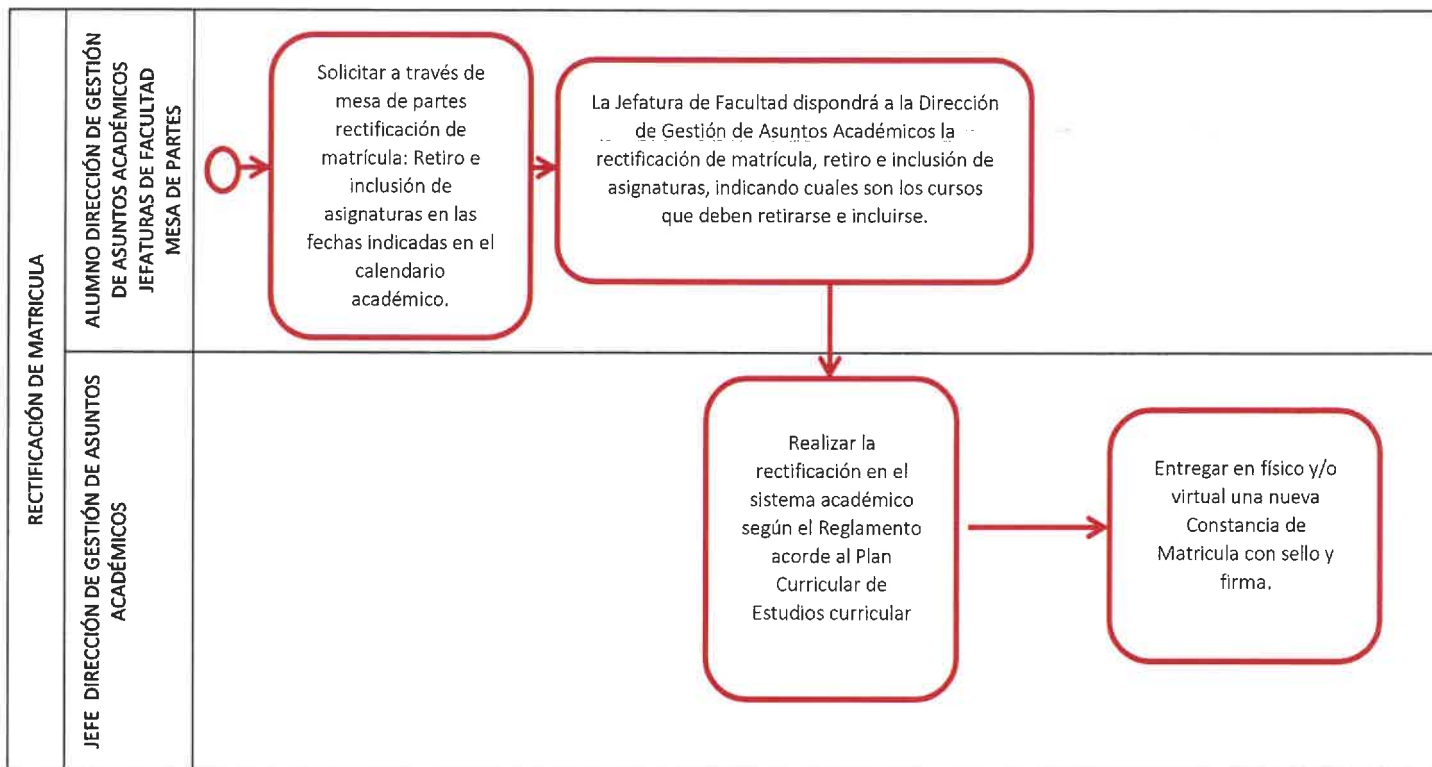 RECTIFICACIÓN DE MATRICULA
ALUMNO DIRECCIÓN DE GESTIÓN
DE ASUNTOS ACADÉMICOS
JEFATURAS DE FACULTAD
MESA DE PARTES
Solicitar a través de
mesa de partes
rectificación de
matrícula: Retiro e
inclusión de
asignaturas en las
fechas indicadas en el
calendario
académico.
La Jefatura de Facultad dispondrá a la Dirección
de Gestión de Asuntos Académicos la
rectificación de matrícula, retiro e inclusión de
asignaturas, indicando cuales son los cursos
que deben retirarse e incluirse.
JEFE DIRECCIÓN DE GESTIÓN DE ASUNTOS
ACADÉMICOS
Realizar la
rectificación en el
sistema académico
según el Reglamento
acorde al Plan
Curricular de
Estudios curricular
Entregar en físico y/o
virtual una nueva
Constancia de
Matricula con sello y
firma.